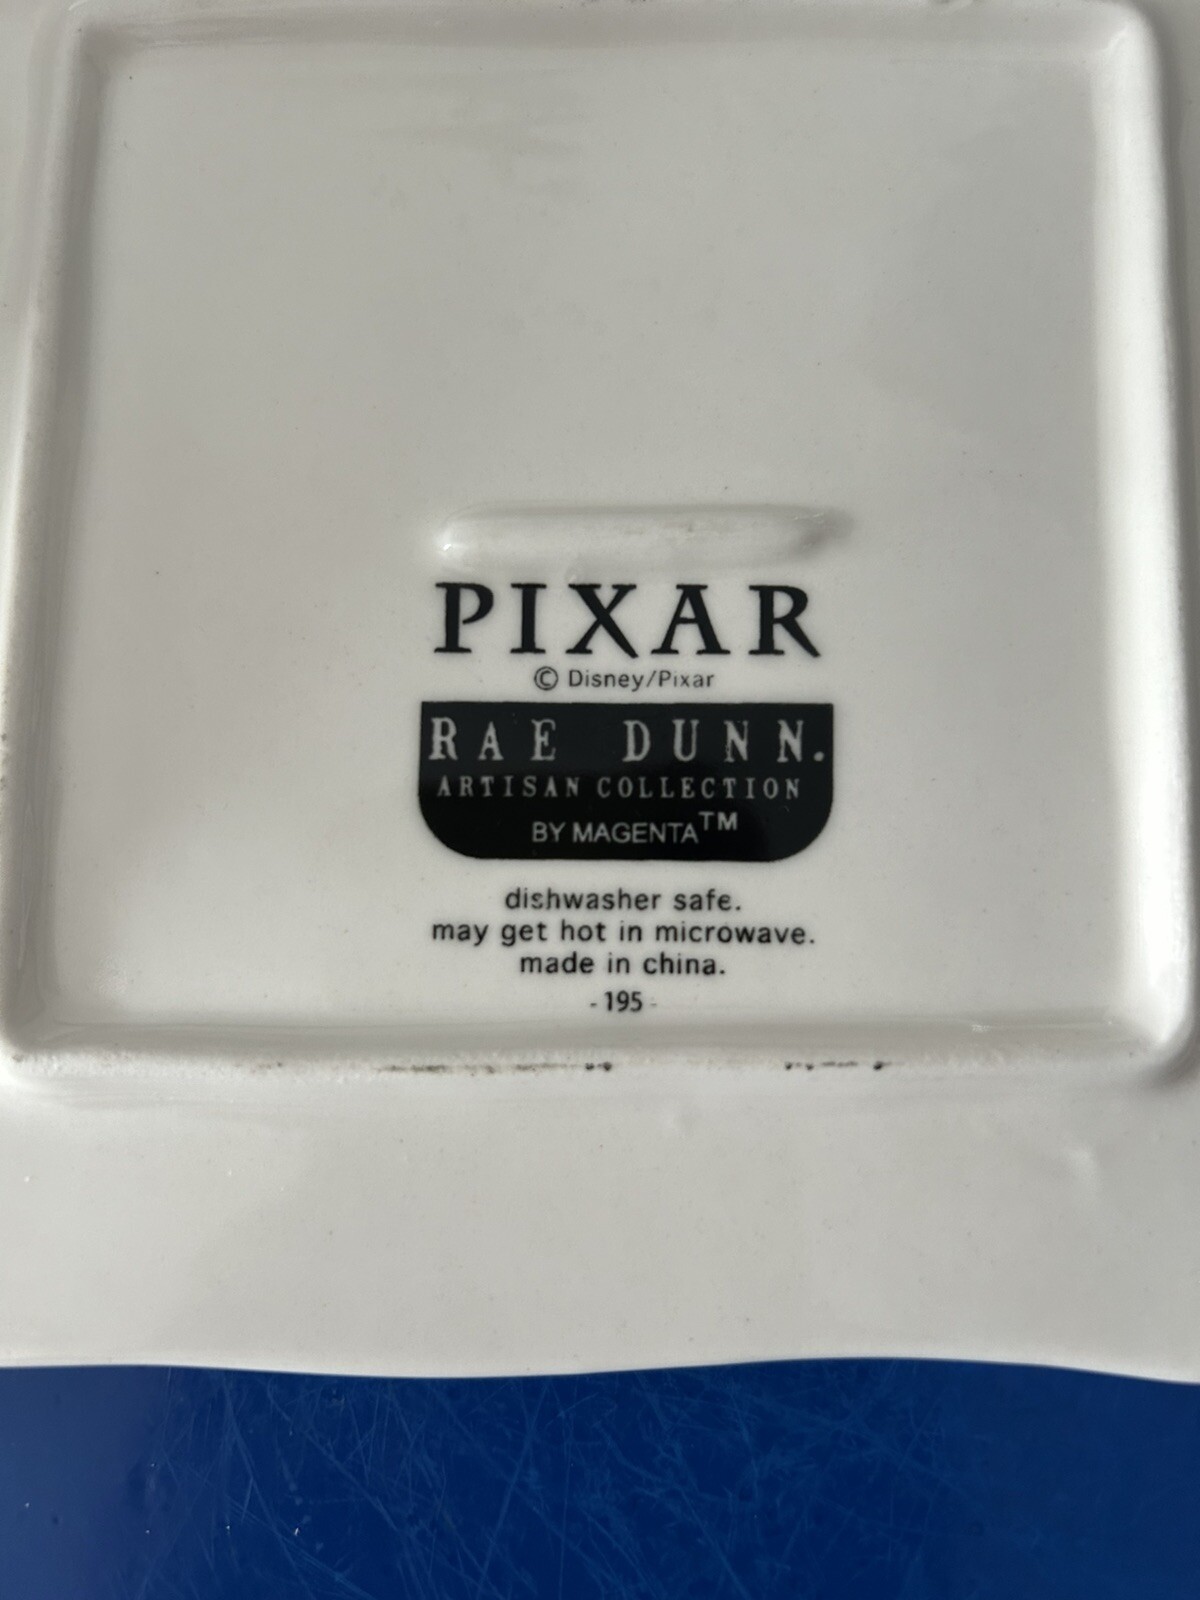 PIXAR
© Disney/Pixar
RAE DUNN.
ARTISAN COLLECTION
BY MAGENTA™
dishwasher safe.
may get hot in microwave.
made in china.
- 195 -